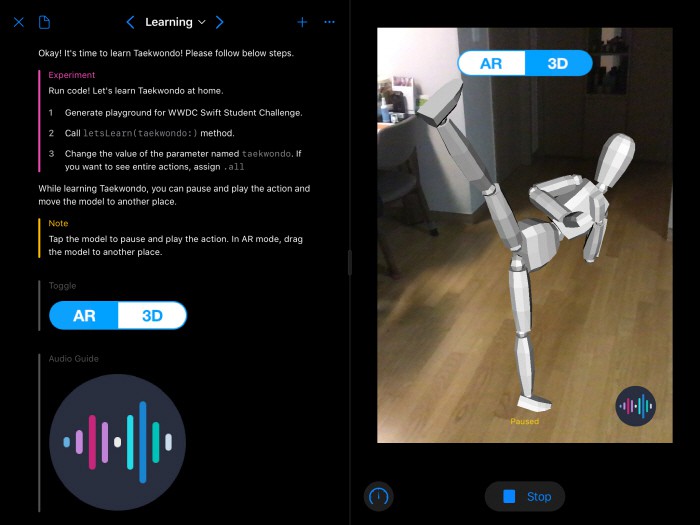 Learning
Okay! It's time to learn Taekwondo! Please follow below steps.
Experiment
Run code! Let's learn Taekwondo at home.
1 Generate playground for WWDC Swift Student Challenge.
2 Call letsLearn(taekwondo:) method.
3 Change the value of the parameter named taekwondo. If
you want to see entire actions, assign .all
While learning Taekwondo, you can pause and play the action and
move the model to another place.
Note
Tap the model to pause and play the action. In AR mode, drag
the model to another place.
Toggle
AR 3D
Audio Guide
AR 3D
Paused
Stop